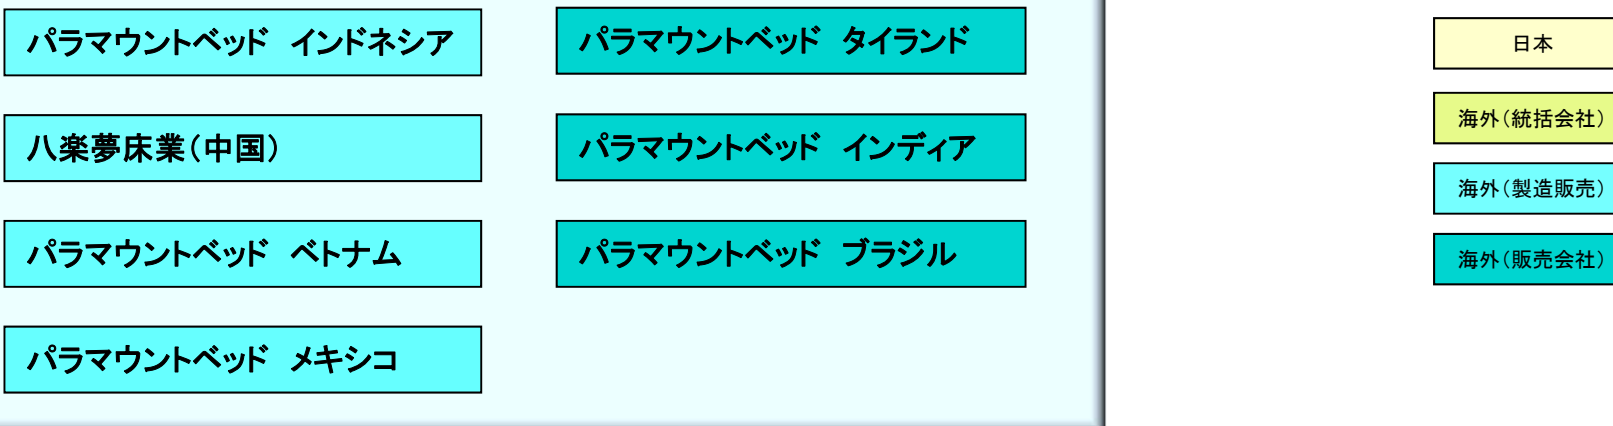 パラマウントベッド　インドネシア
八楽夢床業（中国）
パラマウントベッド　ベトナム
パラマウントベッド　メキシコ
パラマウントベッド　タイランド
パラマウントベッド　インディア
パラマウントベッド　ブラジル
日本
海外（統括会社）
海外（製造販売）
海外（販売会社）